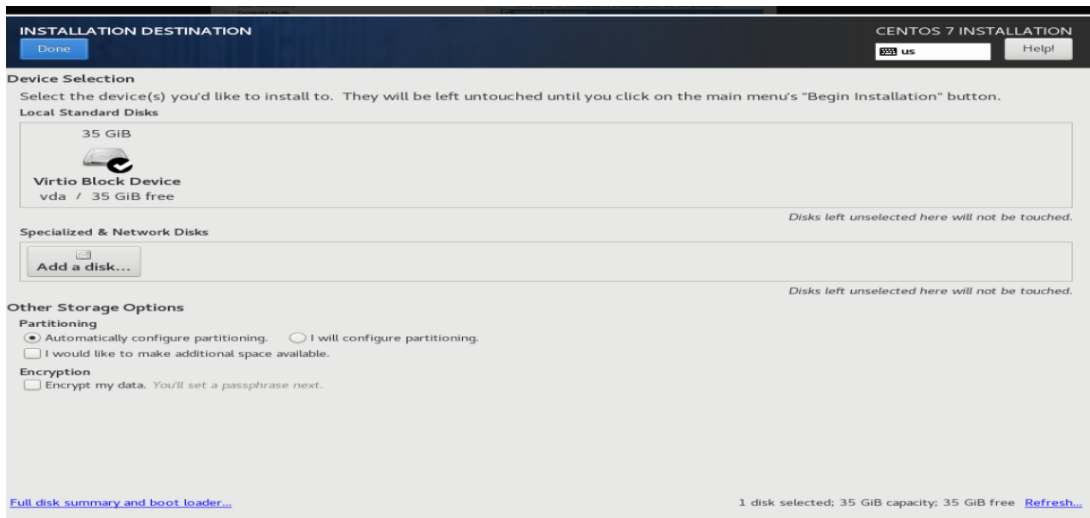 INSTALLATION DESTINATION
CENTOS 7 INSTALLATION
Done
us
Help!
Device Selection
Select the device(s) you'd like to install to. They will be left untouched until you click on the main menu's "Begin Installation" button.
Local Standard Disks
35 GiB
Virtio Block Device
vda / 35 GiB free
Disks left unselected here will not be touched.
Specialized & Network Disks
Add a disk...
Disks left unselected here will not be touched.
Other Storage Options
Partitioning
Automatically configure partitioning. I will configure partitioning.
I would like to make additional space available.
Encryption
Encrypt my data. You'll set a passphrase next.
Full disk summary and boot loader...
1 disk selected; 35 GiB capacity; 35 GiB free Refresh...